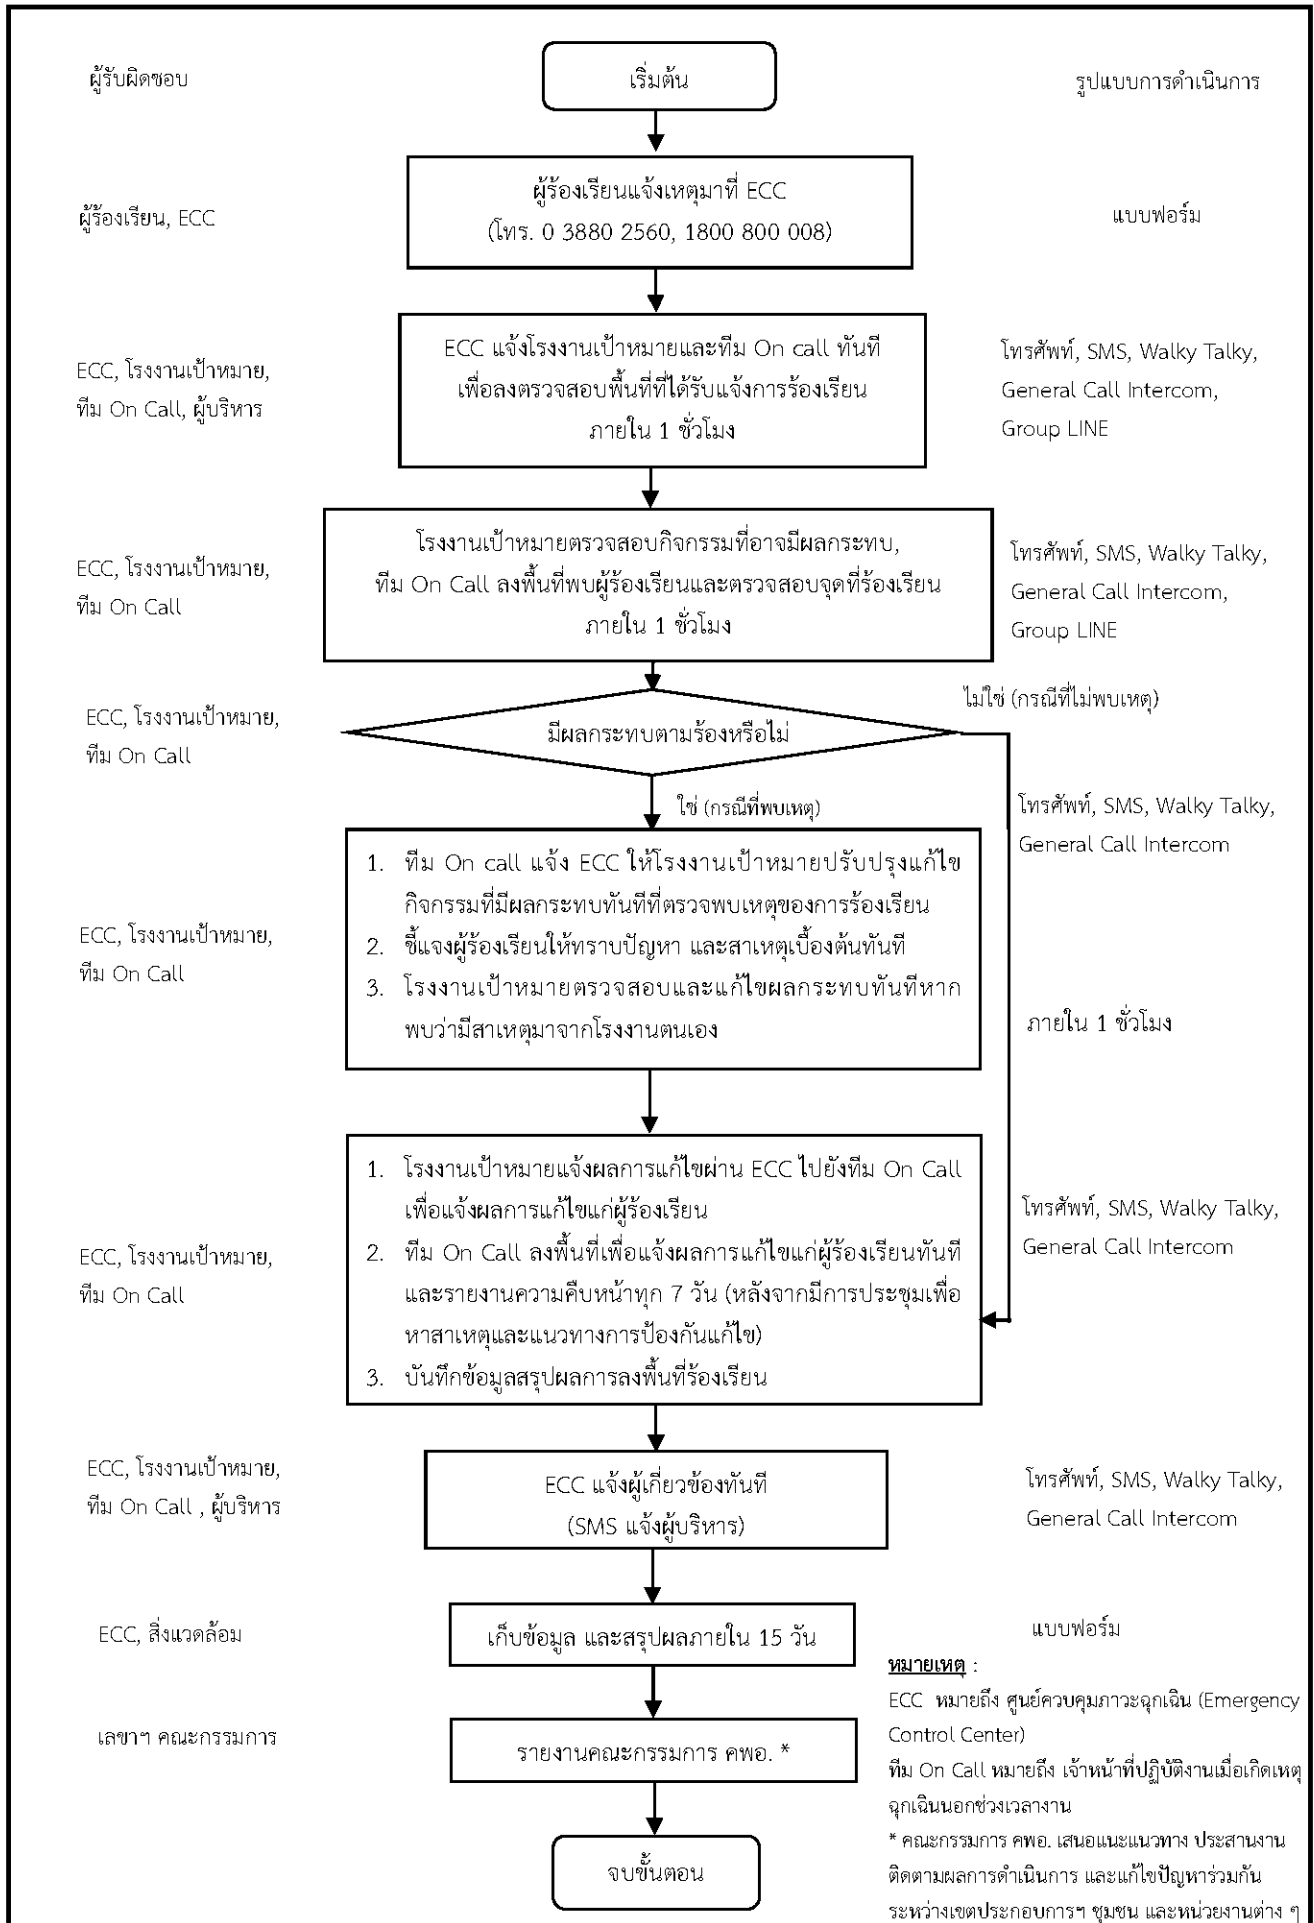 ผู้รับผิดชอบ
เริ่มต้น
รูปแบบการดำเนินการ
ผู้ร้องเรียน, ECC
ผู้ร้องเรียนแจ้งเหตุมาที่ ECC
(โทร. 0 3880 2560, 1800 800 008)
แบบฟอร์ม
ECC, โรงงานเป้าหมาย,
ทีม On Call, ผู้บริหาร
ECC แจ้งโรงงานเป้าหมายและทีม On call ทันที
เพื่อลงตรวจสอบพื้นที่ที่ได้รับแจ้งการร้องเรียน
ภายใน 1 ชั่วโมง
โทรศัพท์, SMS, Walky Talky,
General Call Intercom,
Group LINE
ECC, โรงงานเป้าหมาย,
ทีม On Call
โรงงานเป้าหมายตรวจสอบกิจกรรมที่อาจมีผลกระทบ,
ทีม On Call ลงพื้นที่พบผู้ร้องเรียนและตรวจสอบจุดที่ร้องเรียน
ภายใน 1 ชั่วโมง
โทรศัพท์, SMS, Walky Talky,
General Call Intercom,
Group LINE
ECC, โรงงานเป้าหมาย,
ทีม On Call
มีผลกระทบตามร้องหรือไม่
ไม่ใช่ (กรณีที่ไม่พบเหตุ)
ใช่ (กรณีที่พบเหตุ)
โทรศัพท์, SMS, Walky Talky,
General Call Intercom
ECC, โรงงานเป้าหมาย,
ทีม On Call
1. ทีม On call แจ้ง ECC ให้โรงงานเป้าหมายปรับปรุงแก้ไข
กิจกรรมที่มีผลกระทบทันทีที่ตรวจพบเหตุของการร้องเรียน
2. ชี้แจงผู้ร้องเรียนให้ทราบปัญหา และสาเหตุเบื้องต้นทันที
3. โรงงานเป้าหมายตรวจสอบและแก้ไขผลกระทบทันทีหาก
พบว่ามีสาเหตุมาจากโรงงานตนเอง
ภายใน 1 ชั่วโมง
ECC, โรงงานเป้าหมาย,
ทีม On Call
1. โรงงานเป้าหมายแจ้งผลการแก้ไขผ่าน ECC ไปยังทีม On Call
เพื่อแจ้งผลการแก้ไขแก่ผู้ร้องเรียน
2. ทีม On Call ลงพื้นที่เพื่อแจ้งผลการแก้ไขแก่ผู้ร้องเรียนทันที
และรายงานความคืบหน้าทุก 7 วัน (หลังจากมีการประชุมเพื่อ
หาสาเหตุและแนวทางการป้องกันแก้ไข)
3. บันทึกข้อมูลสรุปผลการลงพื้นที่ร้องเรียน
โทรศัพท์, SMS, Walky Talky,
General Call Intercom
ECC, โรงงานเป้าหมาย,
ทีม On Call , ผู้บริหาร
ECC แจ้งผู้เกี่ยวข้องทันที
(SMS แจ้งผู้บริหาร)
โทรศัพท์, SMS, Walky Talky,
General Call Intercom
ECC, สิ่งแวดล้อม
เก็บข้อมูล และสรุปผลภายใน 15 วัน
แบบฟอร์ม
เลขาฯ คณะกรรมการ
รายงานคณะกรรมการ คพอ. *
จบขั้นตอน
หมายเหตุ :
ECC หมายถึง ศูนย์ควบคุมภาวะฉุกเฉิน (Emergency
Control Center)
ทีม On Call หมายถึง เจ้าหน้าที่ปฏิบัติงานเมื่อเกิดเหตุ
ฉุกเฉินนอกช่วงเวลางาน
* คณะกรรมการ คพอ. เสนอแนะแนวทาง ประสานงาน
ติดตามผลการดำเนินการ และแก้ไขปัญหาร่วมกัน
ระหว่างเขตประกอบการฯ ชุมชน และหน่วยงานต่าง ๆ